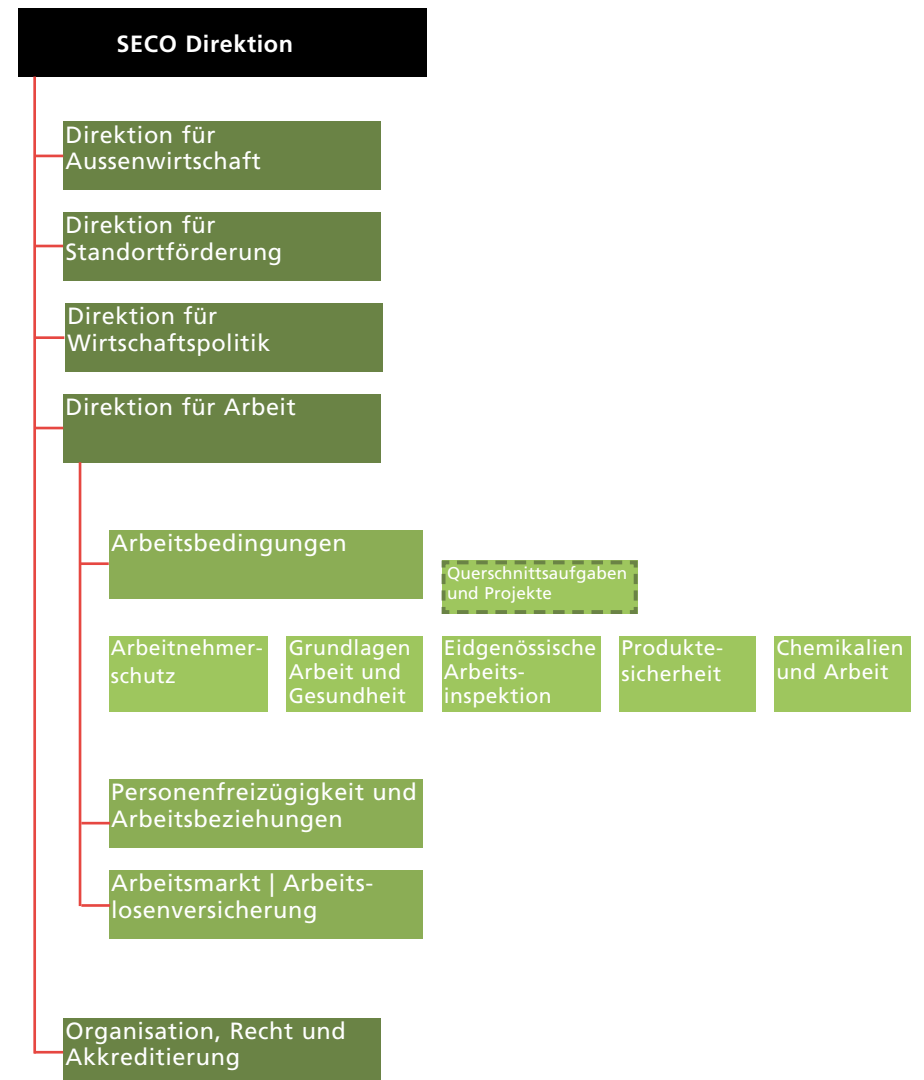 SECO Direktion
Direktion für
Aussenwirtschaft
Direktion für
Standortförderung
Direktion für
Wirtschaftspolitik
Direktion für Arbeit
Arbeitsbedingungen
Querschnittsaufgaben
und Projekte
Arbeitnehmer-
schutz
Grundlagen
Arbeit und
Gesundheit
Eidgenössische
Arbeits-
inspektion
Produkte-
sicherheit
Chemikalien
und Arbeit
Personenfreizügigkeit und
Arbeitsbeziehungen
Arbeitsmarkt | Arbeits-
losenversicherung
Organisation, Recht und
Akkreditierung